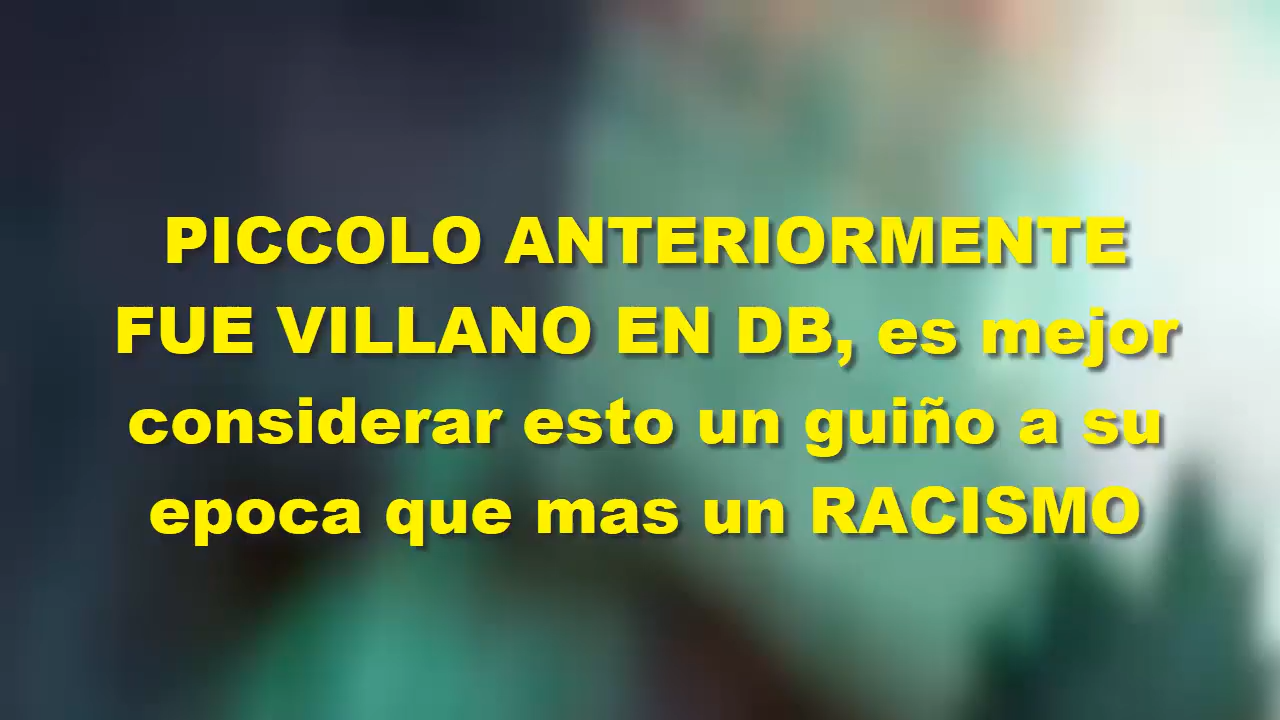 PICCOLO ANTERIORMENTE
FUE VILLANO EN DB, es mejor
considerar esto un guiño a su
epoca que mas un RACISMO